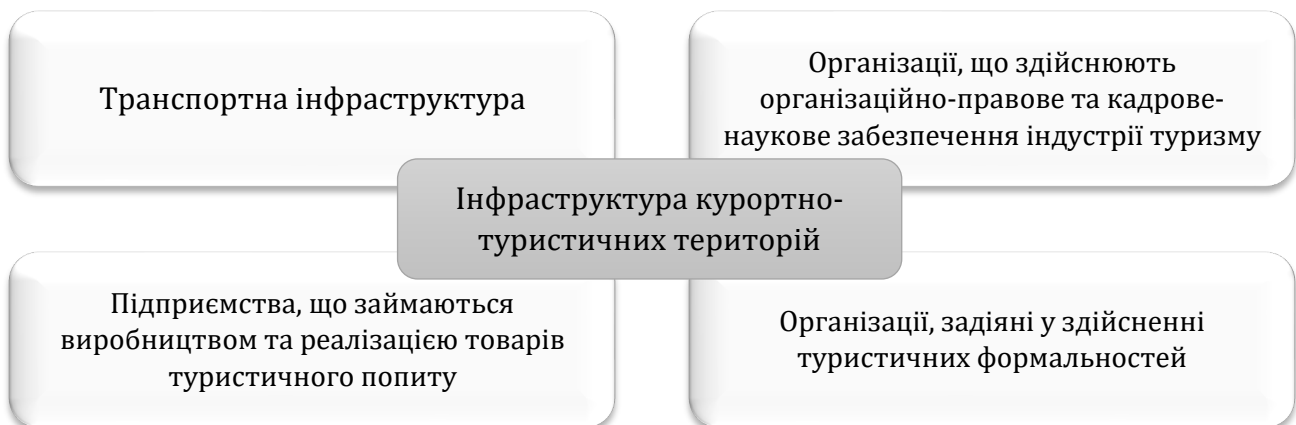 Транспортна інфраструктура
Організації, що здійснюють
організаційно-правове та кадрове-
наукове забезпечення індустрії туризму
Інфраструктура курортно-
туристичних територій
Підприємства, що займаються
виробництвом та реалізацією товарів
туристичного попиту
Організації, задіяні у здійсненні
туристичних формальностей